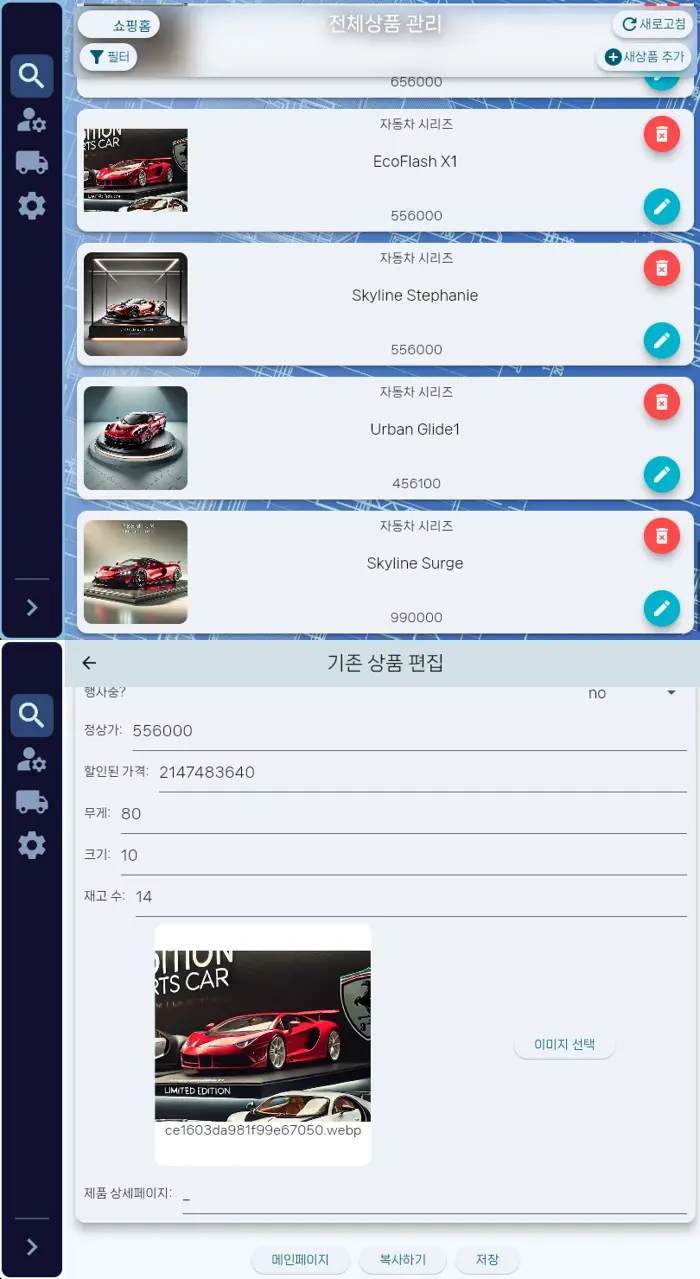 쇼핑홈
전체상품 관리
새로고침
필터
새상품 추가
656000
자동차 시리즈
EcoFlash X1
556000
자동차 시리즈
Skyline Stephanie
556000
자동차 시리즈
Urban Glide1
456100
자동차 시리즈
Skyline Surge
990000
기존 상품 편집
행사중?
no
정상가: 556000
할인된 가격: 2147483640
무게: 80
크기: 10
재고 수: 14
RTS CAR
LIMITED EDITION
이미지 선택
ce1603da981f99e67050.webp
제품 상세페이지: _
메인페이지
복사하기
저장